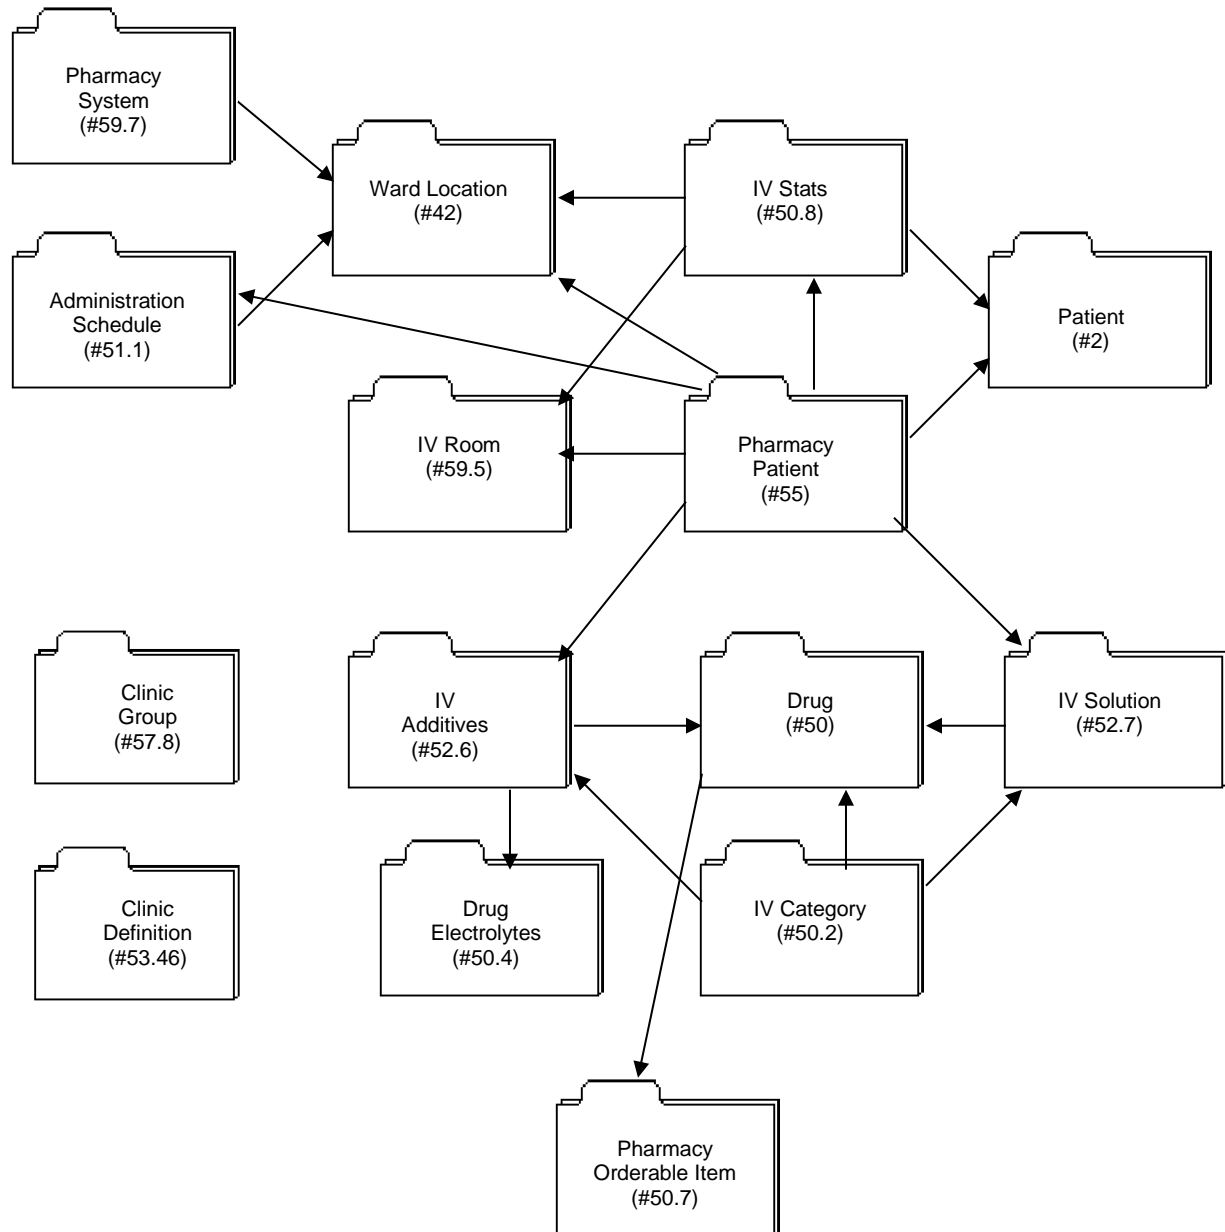 Pharmacy
System
(#59.7)
Ward Location
(#42)
IV Stats
(#50.8)
Administration
Schedule
(#51.1)
Patient
(#2)
IV Room
(#59.5)
Pharmacy
Patient
(#55)
Clinic
Group
(#57.8)
IV
Additives
(#52.6)
Drug
(#50)
IV Solution
(#52.7)
Clinic
Definition
(#53.46)
Drug
Electrolytes
(#50.4)
IV Category
(#50.2)
Pharmacy
Orderable Item
(#50.7)